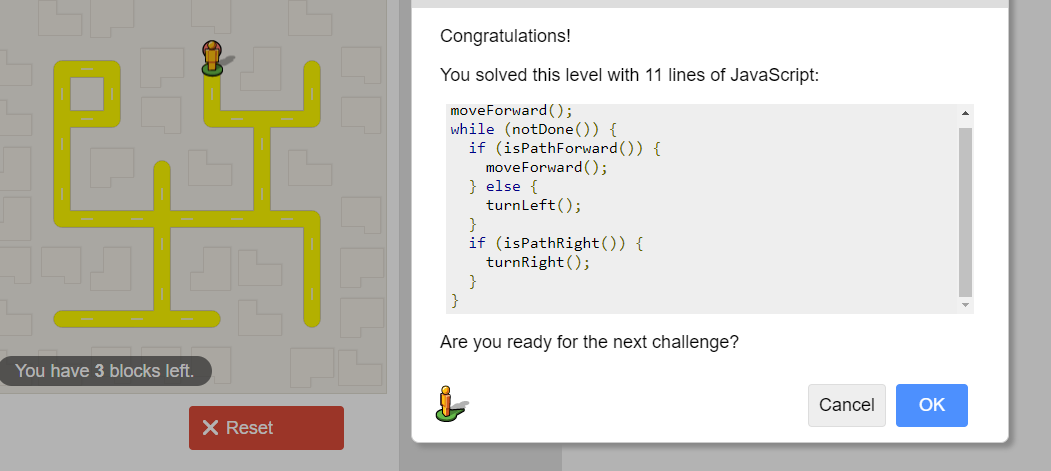 Congratulations!
You solved this level with 11 lines of JavaScript:
moveForward();
while (notDone()) {
  if (isPathForward()) {
    moveForward();
  } else {
    turnLeft();
  }
  if (isPathRight()) {
    turnRight();
  }
}
Are you ready for the next challenge?
You have 3 blocks left.
Cancel
OK
Reset